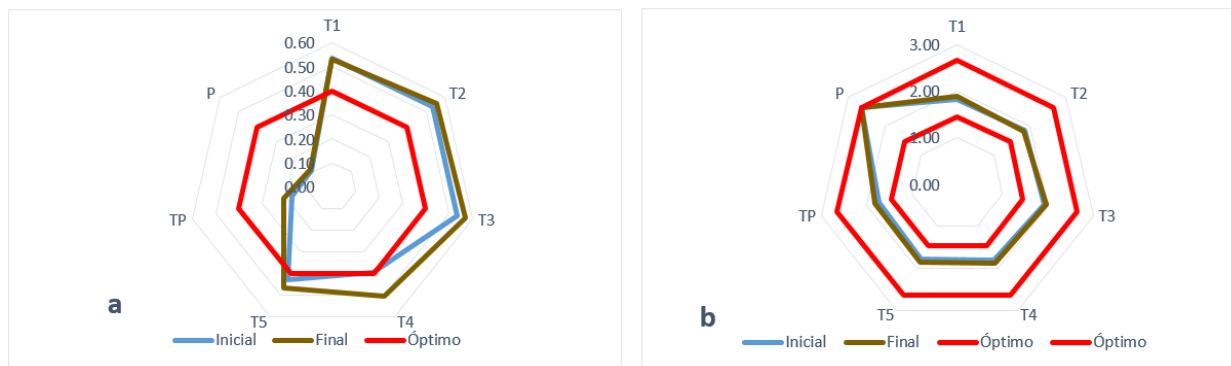 T1
0.60
0.50
0.40
0.30
0.20
0.10
0.00
T2
T3
T4
T5
TP
P
a
Inicial Final Óptimo
T1
3.00
2.00
1.00
0.00
T2
T3
T4
T5
TP
P
b
Inicial Final Óptimo Óptimo